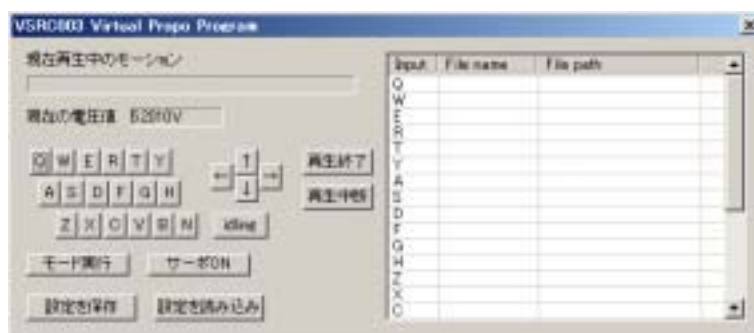 VSRC003 Virtual Propo Program
現在再生中のモーション
現在の電圧値
Q W E R T Y
↑
← ↓ →
再生終了
A S D F G H
再生中断
Z X C V B N
idling
モード実行 サーボON
設定を保存 設定を読み込み
Input File name File path
Q
W
E
R
T
Y
A
S
D
F
G
H
Z
X
C